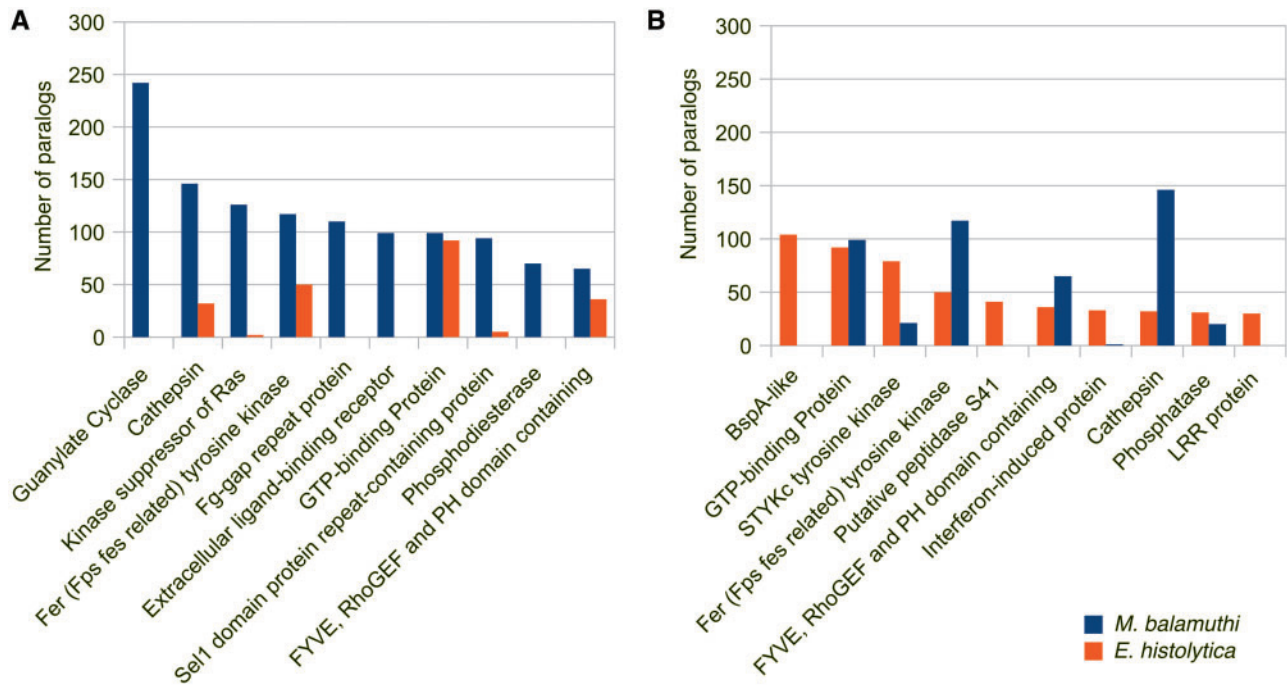 A
Number of paralogs
300
250
200
150
100
50
0
Guanylate Cyclase
Cathepsin
Kinase suppressor of Ras
Fer (Fps fes related) tyrosine kinase
Fg-gap repeat protein
Extracellular ligand-binding receptor
GTP-binding Protein
Sel1 domain protein repeat-containing protein
Phosphodiesterase
FYVE, RhoGEF and PH domain containing
B
Number of paralogs
300
250
200
150
100
50
0
BspA-like
GTP-binding Protein
STYKc tyrosine kinase
Fer (Fps fes related) tyrosine kinase
Putative peptidase S41
FYVE, RhoGEF and PH domain containing
Interferon-induced protein
Cathepsin
Phosphatase
LRR protein
M. balamuthi
E. histolytica